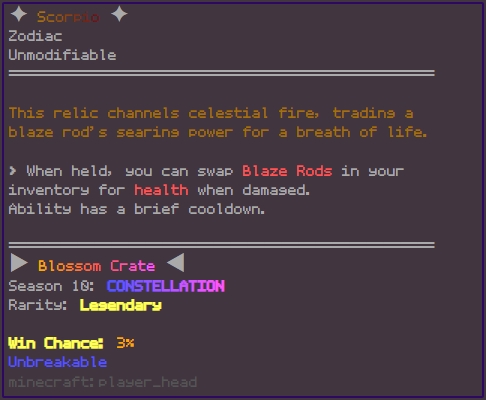 ✦ Scorpio ✦
Zodiac
Unmodifiable
This relic channels celestial fire, trading a
blaze rod's searing power for a breath of life.
> When held, you can swap Blaze Rods in your
inventory for health when damaged.
Ability has a brief cooldown.
▶ Blossom Crate ◀
Season 10: CONSTELLATION
Rarity: Legendary
Win Chance: 3%
Unbreakable
minecraft:player_head